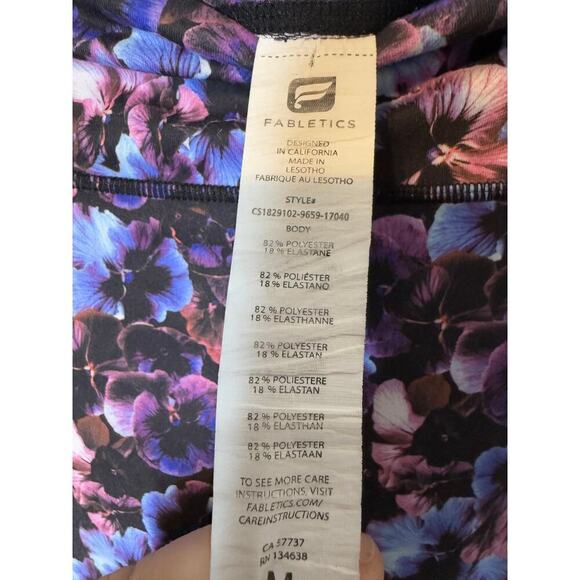 FABLETICS
DESIGNED
IN CALIFORNIA
MADE IN
LESOTHO
FABRIQUE AU LESOTHO
STYLE#
CS1829102-9659-17040
BODY
82 % POLYESTER
18 % ELASTANE
82 % POLIÉSTER
18 % ELASTANO
82 % POLYESTER
18 % ELASTHANNE
82 % POLYESTER
18 % ELASTAN
82 % POLIESTERE
18 % ELASTAN
82 % POLYESTER
18 % ELASTHAN
82 % POLYESTER
18 % ELASTAAN
TO SEE MORE CARE
INSTRUCTIONS, VISIT
FABLETICS.COM/
CAREINSTRUCTIONS
CA 57737
RN 134638
M